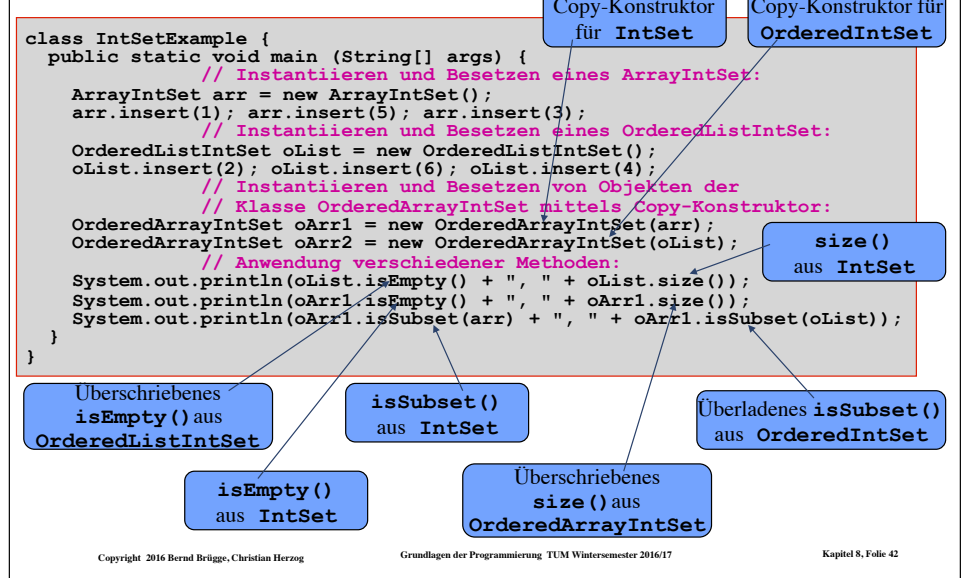 Copy-Konstruktor
für IntSet
Copy-Konstruktor für
OrderedIntSet
class IntSetExample {
public static void main (String[] args) {
// Instantiieren und Besetzen eines ArrayIntSet:
ArrayIntSet arr = new ArrayIntSet();
arr.insert(1); arr.insert(5); arr.insert(3);
// Instantiieren und Besetzen eines OrderedListIntSet:
OrderedListIntSet oList = new OrderedListIntSet();
oList.insert(2); oList.insert(6); oList.insert(4);
// Instantiieren und Besetzen von Objekten der
// Klasse OrderedArrayIntSet mittels Copy-Konstruktor:
OrderedArrayIntSet oArr1 = new OrderedArrayIntSet(arr);
OrderedArrayIntSet oArr2 = new OrderedArrayIntSet(oList);
// Anwendung verschiedener Methoden:
System.out.println(oList.isEmpty() + ", " + oList.size());
System.out.println(oArr1.isEmpty() + ", " + oArr1.size());
System.out.println(oArr1.isSubset(arr) + ", " + oArr1.isSubset(oList));
}
}
size()
aus IntSet
Überschriebenes
isEmpty() aus
OrderedListIntSet
isSubset()
aus IntSet
Überladenes isSubset()
aus OrderedIntSet
isEmpty()
aus IntSet
Überschriebenes
size() aus
OrderedArrayIntSet
Copyright 2016 Bernd Brügge, Christian Herzog
Grundlagen der Programmierung TUM Wintersemester 2016/17
Kapitel 8, Folie 42